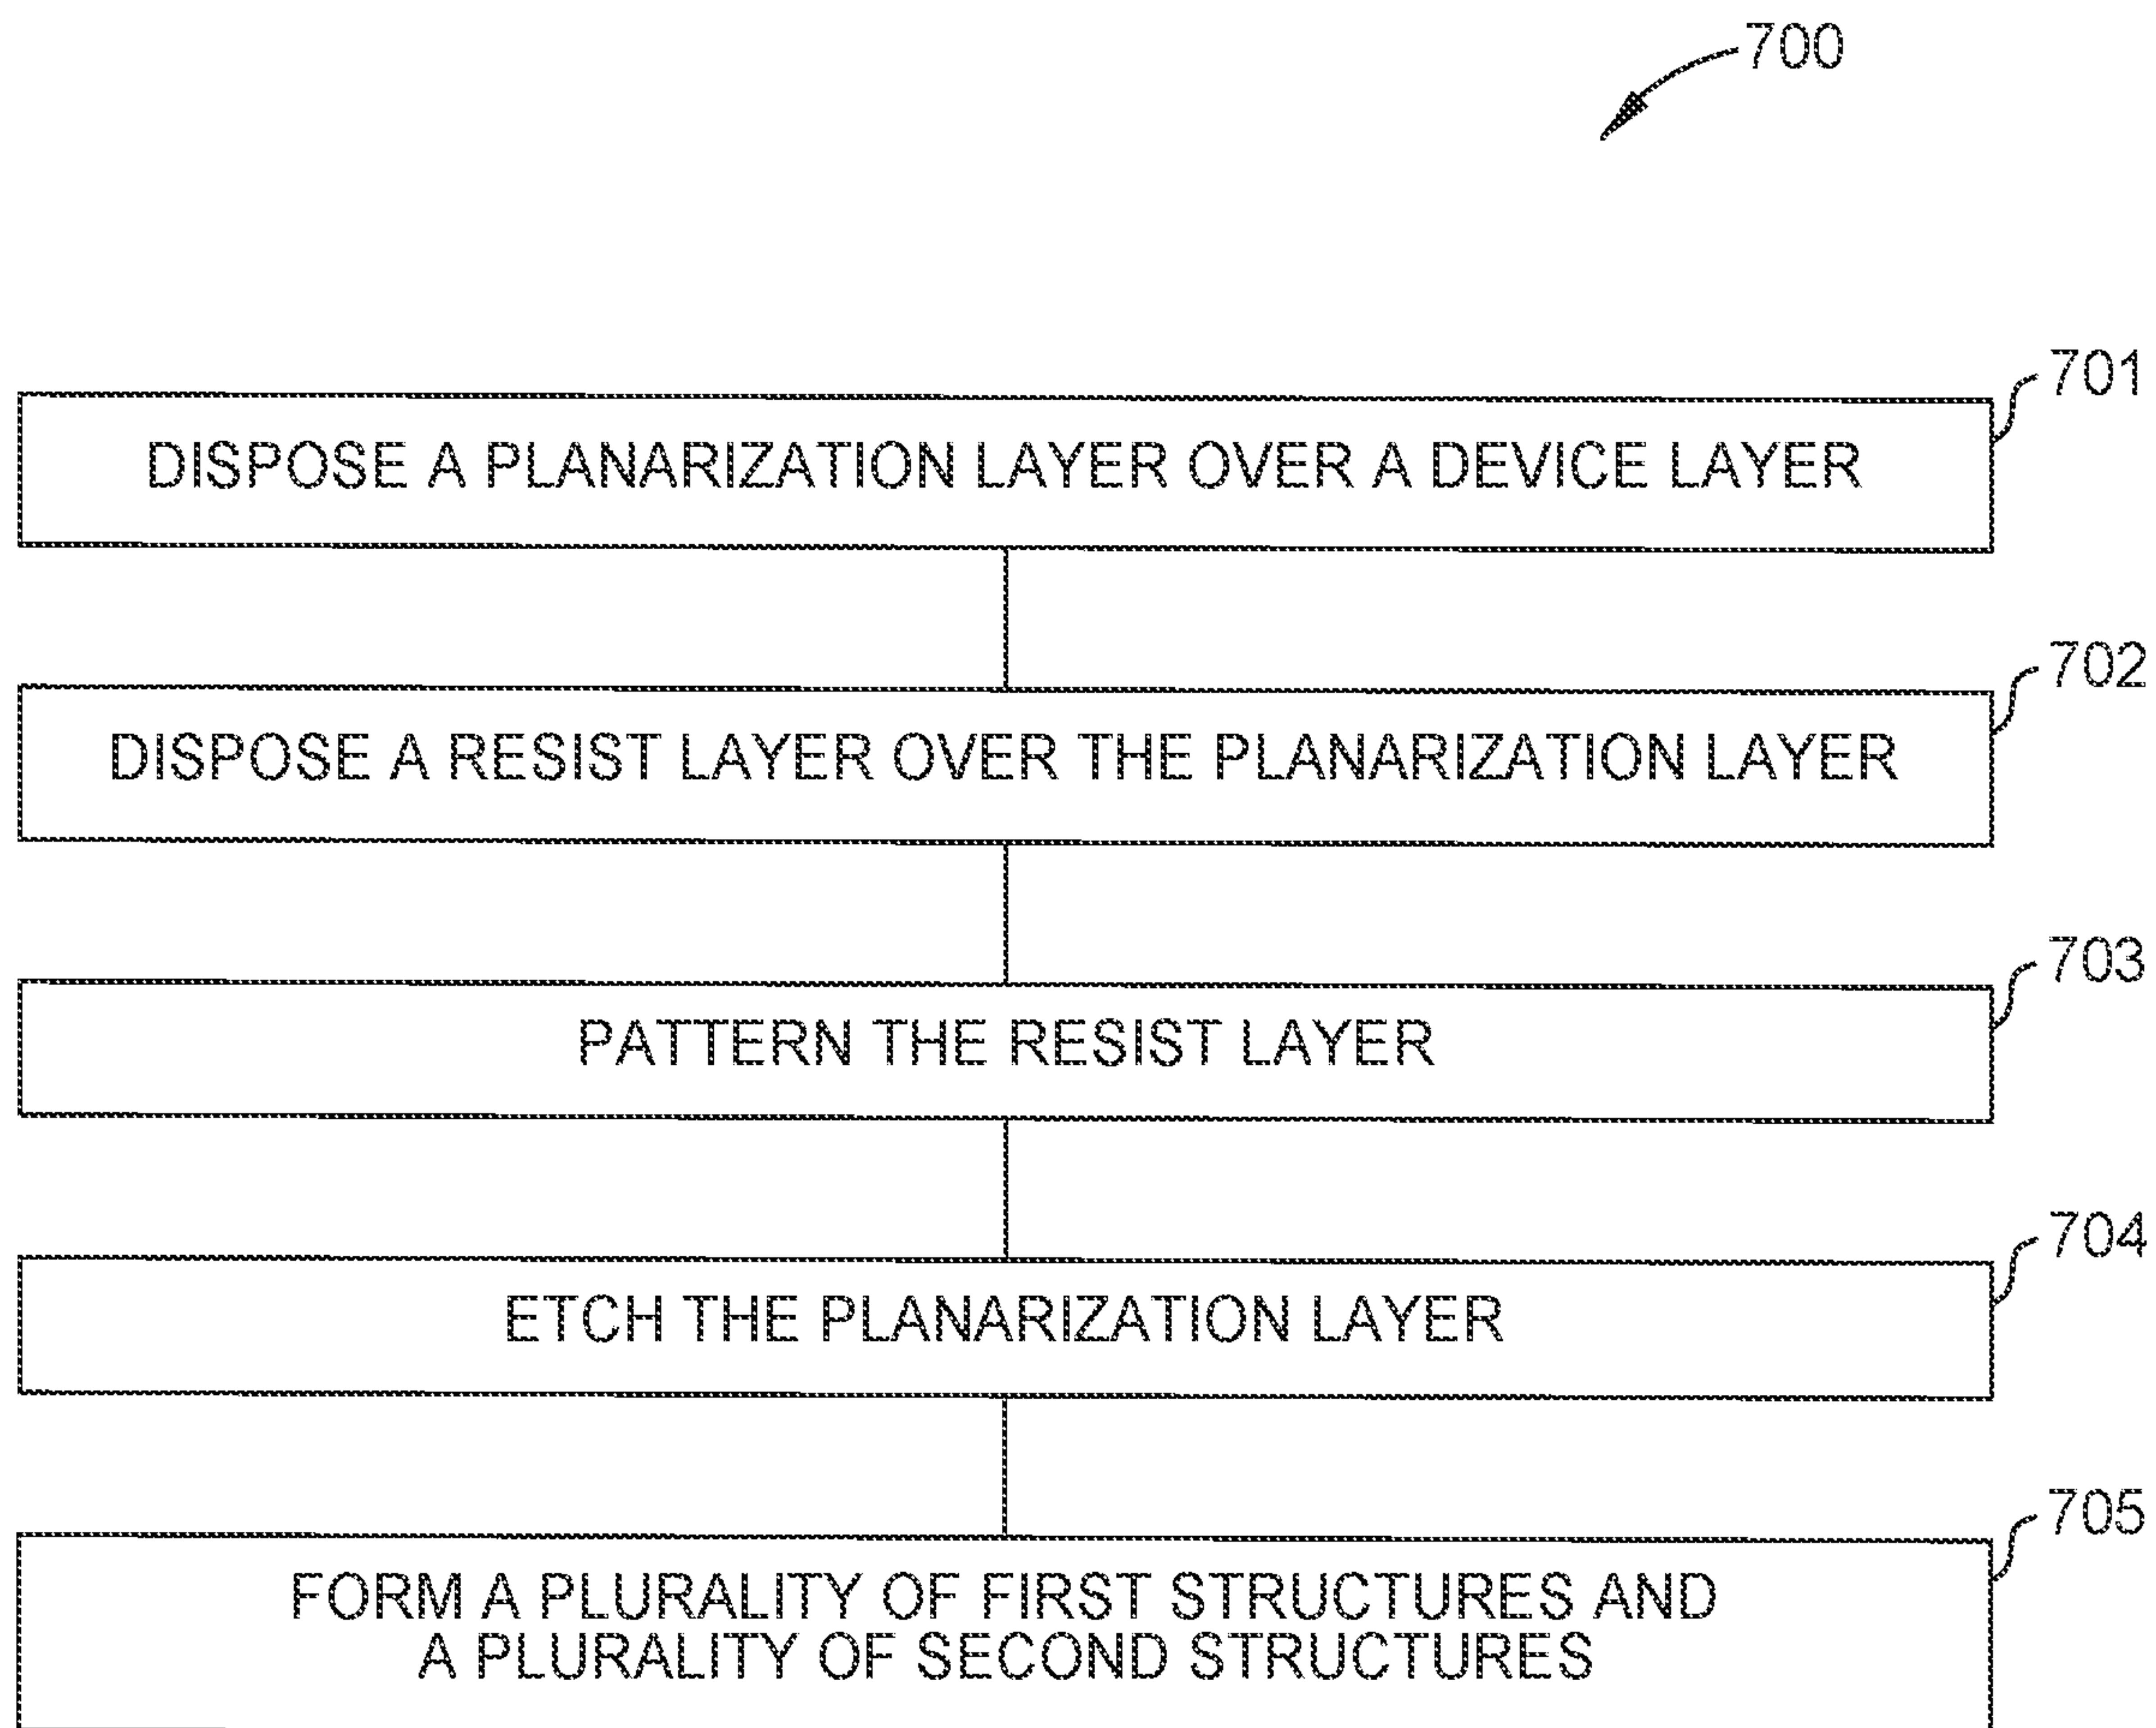 700
701
DISPOSE A PLANARIZATION LAYER OVER A DEVICE LAYER
702
DISPOSE A RESIST LAYER OVER THE PLANARIZATION LAYER
703
PATTERN THE RESIST LAYER
704
ETCH THE PLANARIZATION LAYER
705
FORM A PLURALITY OF FIRST STRUCTURES AND
A PLURALITY OF SECOND STRUCTURES